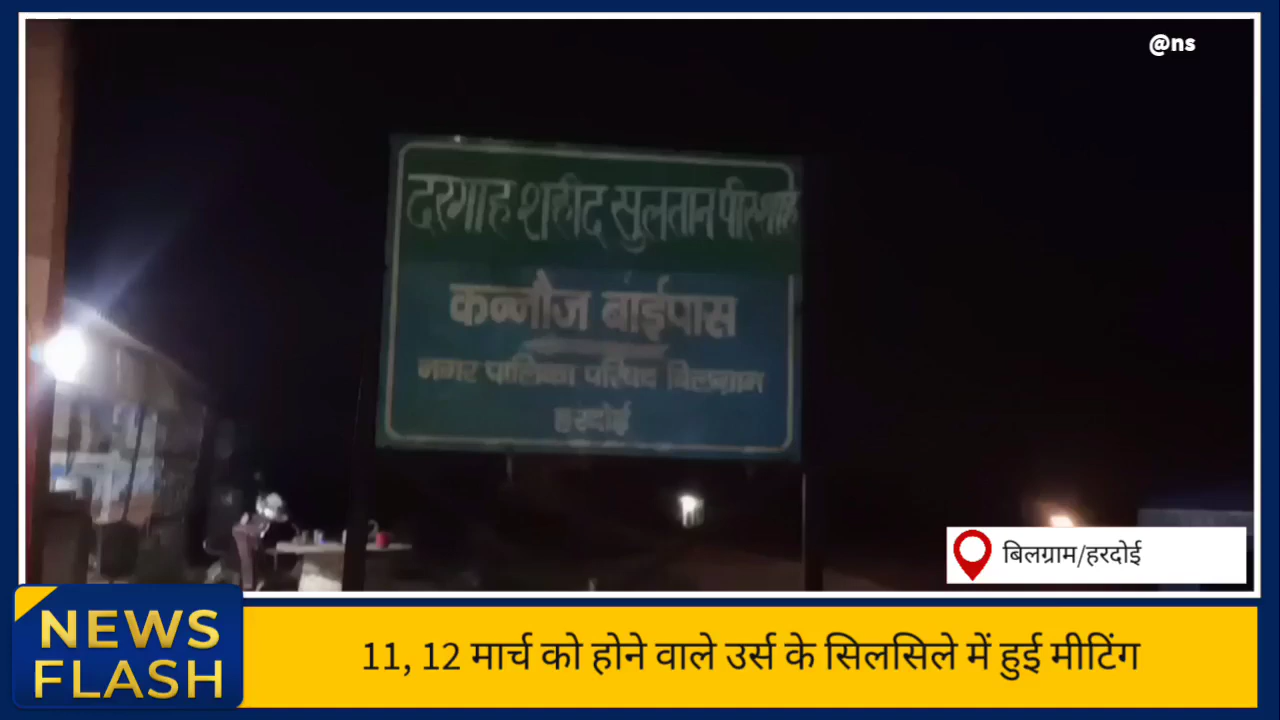 @ns
दरगाह शहीद सुलतान पीरशाह
कन्नौज बाईपास
नगर पालिका परिषद बिलग्राम
हरदोई
बिलग्राम/हरदोई
NEWS
FLASH
11, 12 मार्च को होने वाले उर्स के सिलसिले में हुई मीटिंग